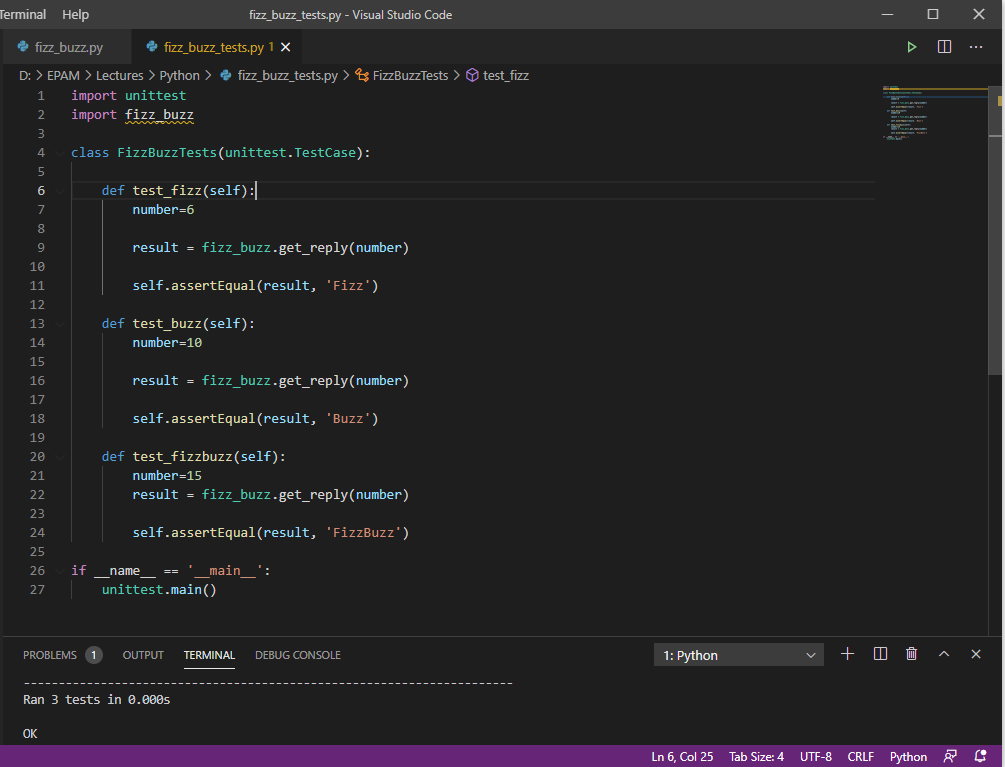 Terminal Help fizz_buzz_tests.py - Visual Studio Code
fizz_buzz.py fizz_buzz_tests.py 1
D: > EPAM > Lectures > Python > fizz_buzz_tests.py > FizzBuzzTests > test_fizz
1 import unittest
2 import fizz_buzz
3
4 class FizzBuzzTests(unittest.TestCase):
5
6 def test_fizz(self):
7 number=6
8
9 result = fizz_buzz.get_reply(number)
10
11 self.assertEqual(result, 'Fizz')
12
13 def test_buzz(self):
14 number=10
15
16 result = fizz_buzz.get_reply(number)
17
18 self.assertEqual(result, 'Buzz')
19
20 def test_fizzbuzz(self):
21 number=15
22 result = fizz_buzz.get_reply(number)
23
24 self.assertEqual(result, 'FizzBuzz')
25
26 if __name__ == '__main__':
27 unittest.main()
PROBLEMS 1 OUTPUT TERMINAL DEBUG CONSOLE 1: Python
----------------------------------------------------------------------
Ran 3 tests in 0.000s
OK
Ln 6, Col 25 Tab Size: 4 UTF-8 CRLF Python